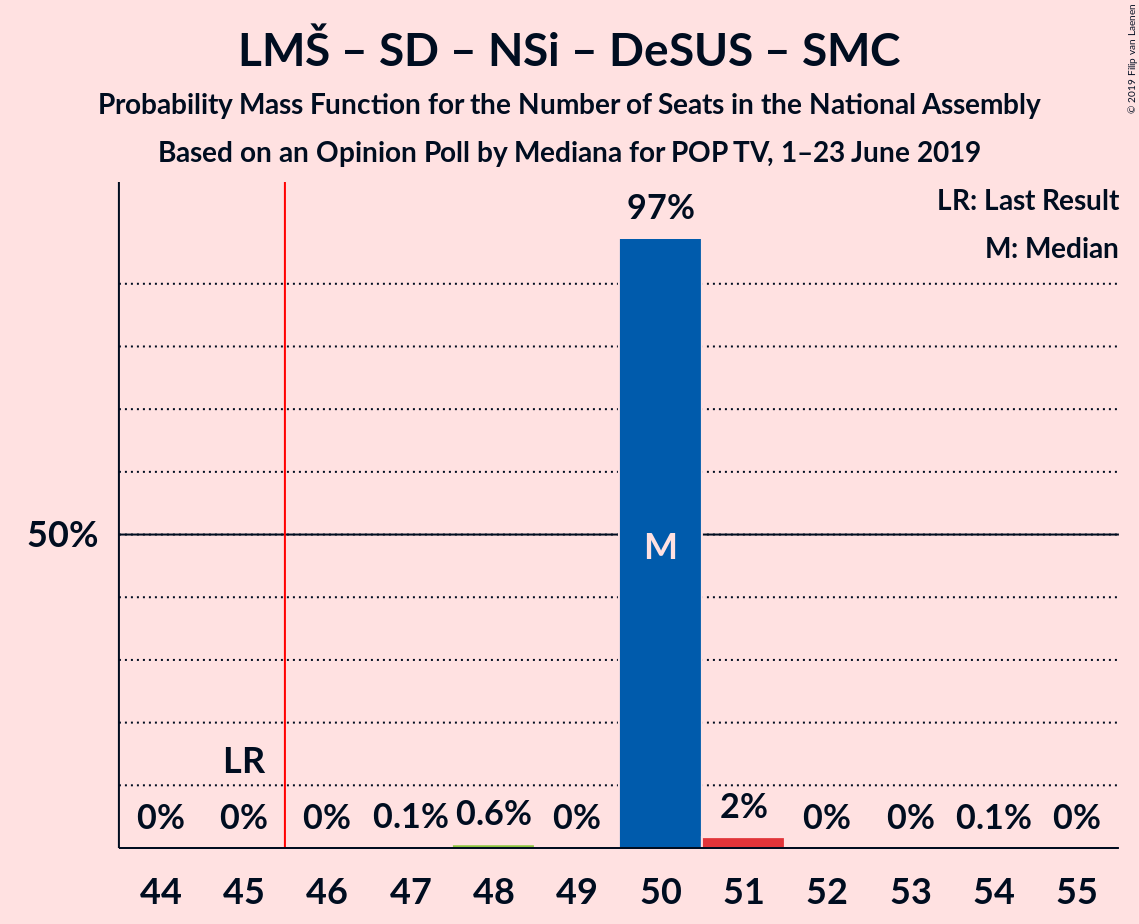 LMŠ – SD – NSi – DeSUS – SMC
Probability Mass Function for the Number of Seats in the National Assembly
Based on an Opinion Poll by Mediana for POP TV, 1–23 June 2019
© 2019 Filip van Laenen
LR: Last Result
M: Median
97%
50%
M
LR
0% 0% 0% 0.1% 0.6% 0% 2% 0% 0% 0.1% 0%
44 45 46 47 48 49 50 51 52 53 54 55